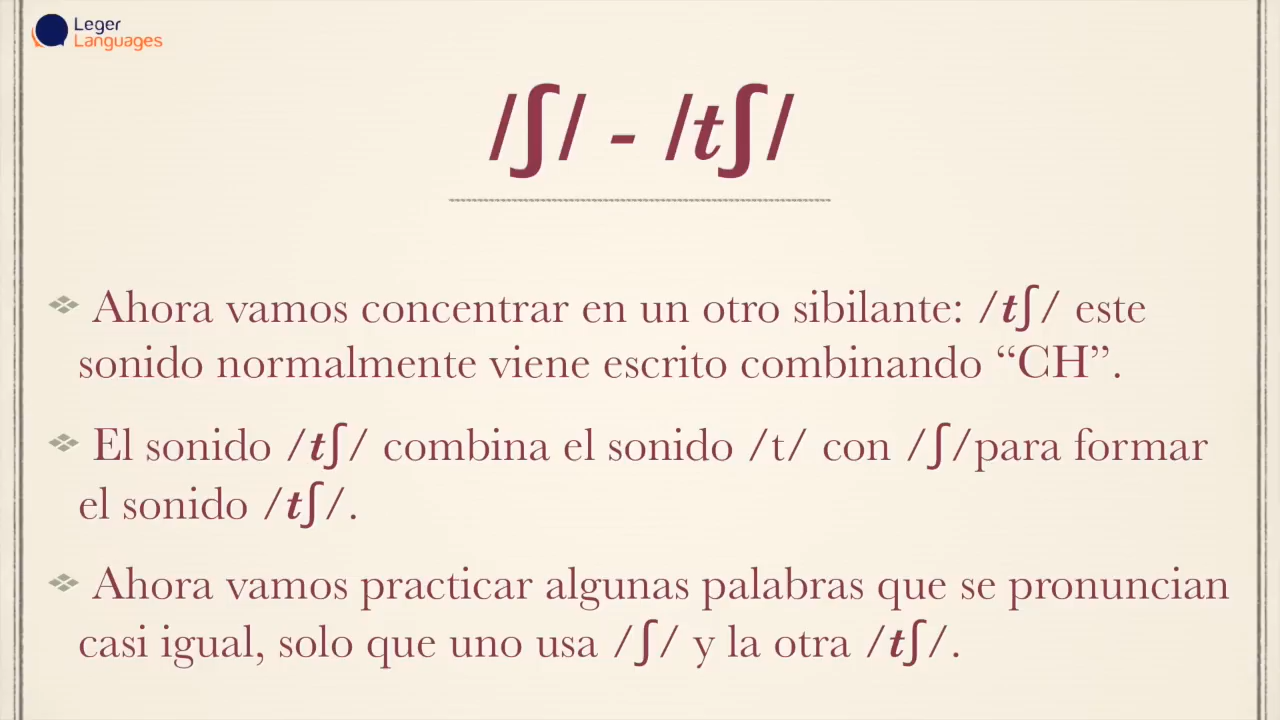 Leger
Languages
/ʃ/ - /tʃ/
Ahora vamos concentrar en un otro sibilante: /tʃ/ este
sonido normalmente viene escrito combinando “CH”.
El sonido /tʃ/ combina el sonido /t/ con /ʃ/para formar
el sonido /tʃ/.
Ahora vamos practicar algunas palabras que se pronuncian
casi igual, solo que uno usa /ʃ/ y la otra /tʃ/.